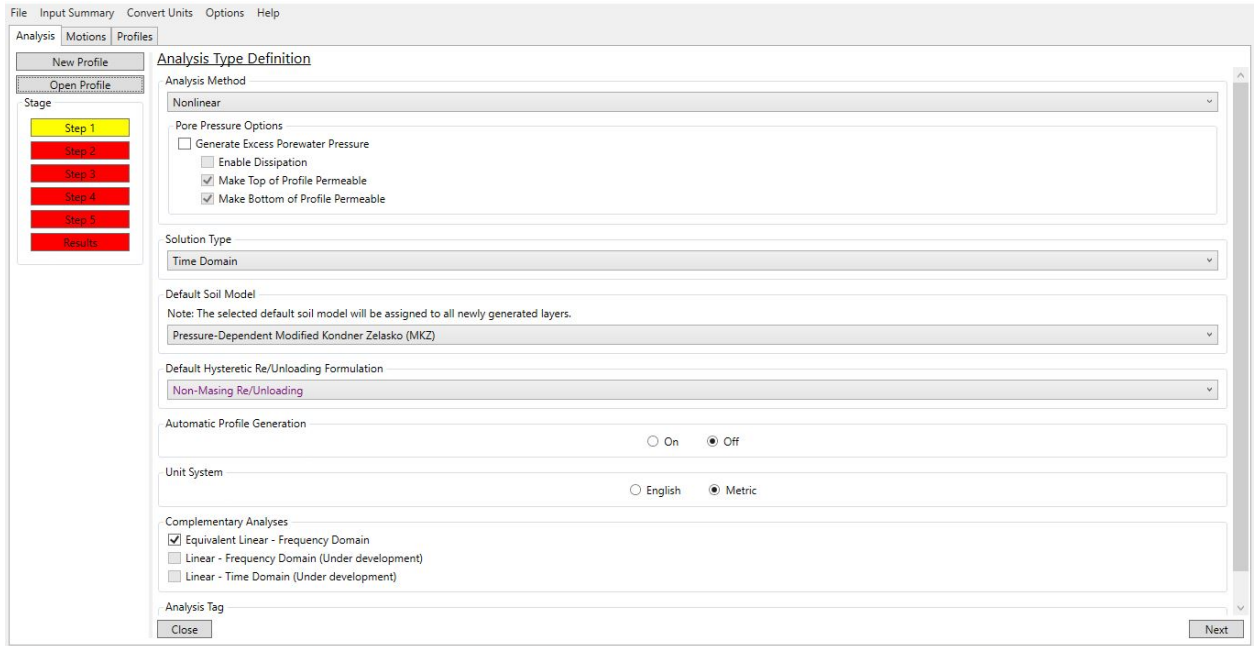 File Input Summary Convert Units Options Help
Analysis Motions Profiles
New Profile
Open Profile
Stage
Step 1
Step 2
Step 3
Step 4
Step 5
Results
Analysis Type Definition
Analysis Method
Nonlinear
Pore Pressure Options
Generate Excess Porewater Pressure
Enable Dissipation
Make Top of Profile Permeable
Make Bottom of Profile Permeable
Solution Type
Time Domain
Default Soil Model
Note: The selected default soil model will be assigned to all newly generated layers.
Pressure-Dependent Modified Kondner Zelasko (MKZ)
Default Hysteretic Re/Unloading Formulation
Non-Masing Re/Unloading
Automatic Profile Generation
On Off
Unit System
English Metric
Complementary Analyses
Equivalent Linear - Frequency Domain
Linear - Frequency Domain (Under development)
Linear - Time Domain (Under development)
Analysis Tag
Close Next